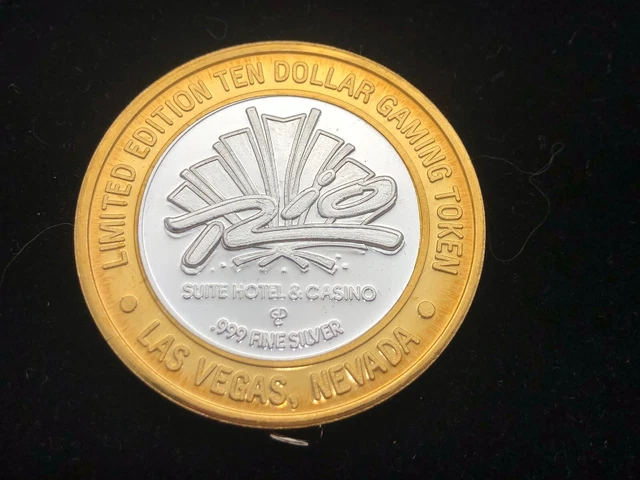 LIMITED EDITION TEN DOLLAR GAMING TOKEN
Rio
SUITE HOTEL & CASINO
.999 FINE SILVER
LAS VEGAS, NEVADA